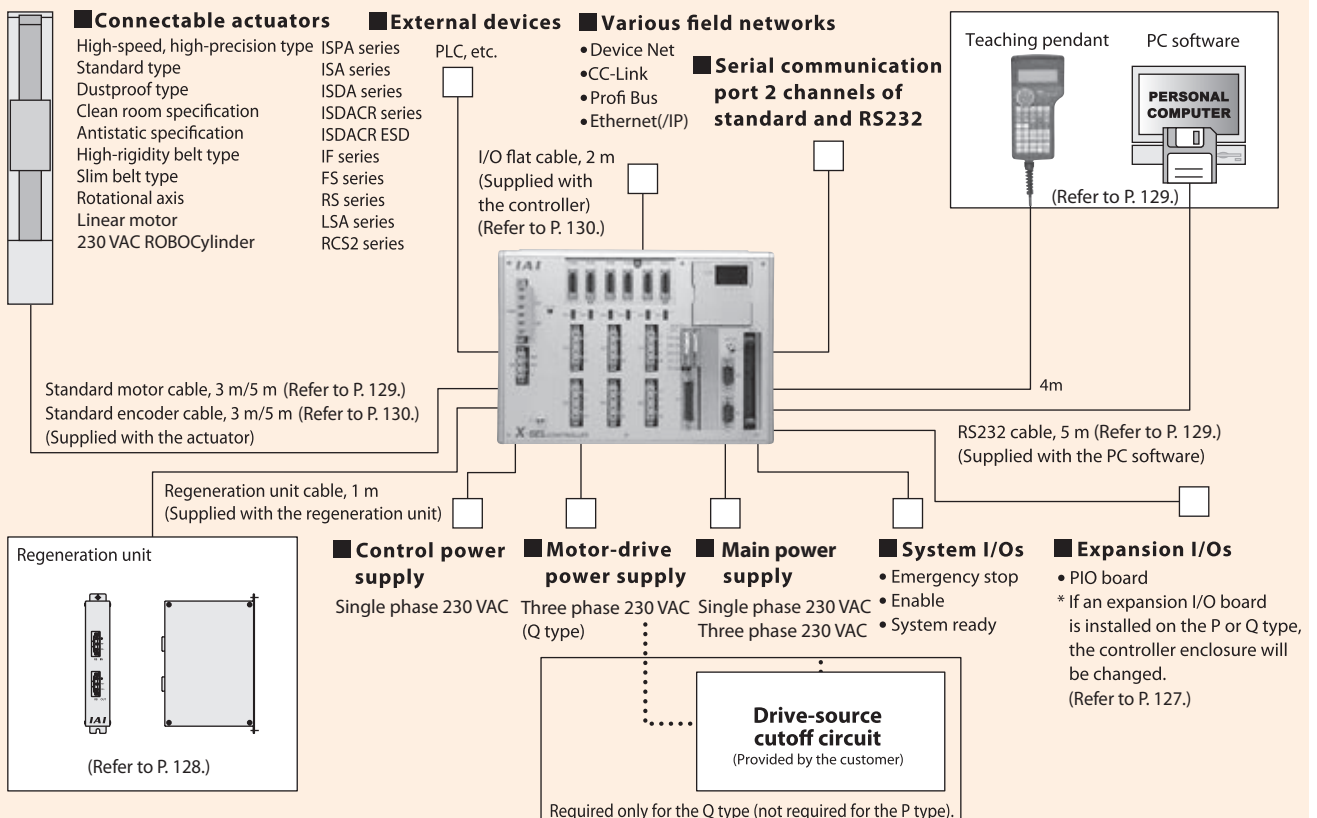 Connectable actuators
High-speed, high-precision type ISPA series
Standard type ISA series
Dustproof type ISDA series
Clean room specification ISDACR series
Antistatic specification ISDACR ESD
High-rigidity belt type IF series
Slim belt type FS series
Rotational axis RS series
Linear motor LSA series
230 VAC ROBOCylinder RCS2 series
External devices
PLC, etc.
Various field networks
• Device Net
•CC-Link
• Profi Bus
• Ethernet(/IP)
Serial communication
port 2 channels of
standard and RS232
I/O flat cable, 2 m
(Supplied with
the controller)
(Refer to P. 130.)
Teaching pendant
PC software
PERSONAL
COMPUTER
(Refer to P. 129.)
IAI
X-SEL CONTROLLER
Standard motor cable, 3 m/5 m (Refer to P. 129.)
Standard encoder cable, 3 m/5 m (Refer to P. 130.)
(Supplied with the actuator)
4m
RS232 cable, 5 m (Refer to P. 129.)
(Supplied with the PC software)
Regeneration unit cable, 1 m
(Supplied with the regeneration unit)
Regeneration unit
IAI
(Refer to P. 128.)
Control power
supply
Single phase 230 VAC
Motor-drive
power supply
Three phase 230 VAC
(Q type)
Main power
supply
Single phase 230 VAC
Three phase 230 VAC
System I/Os
• Emergency stop
• Enable
• System ready
Expansion I/Os
• PIO board
* If an expansion I/O board
is installed on the P or Q type,
the controller enclosure will
be changed.
(Refer to P. 127.)
Drive-source
cutoff circuit
(Provided by the customer)
Required only for the Q type (not required for the P type).